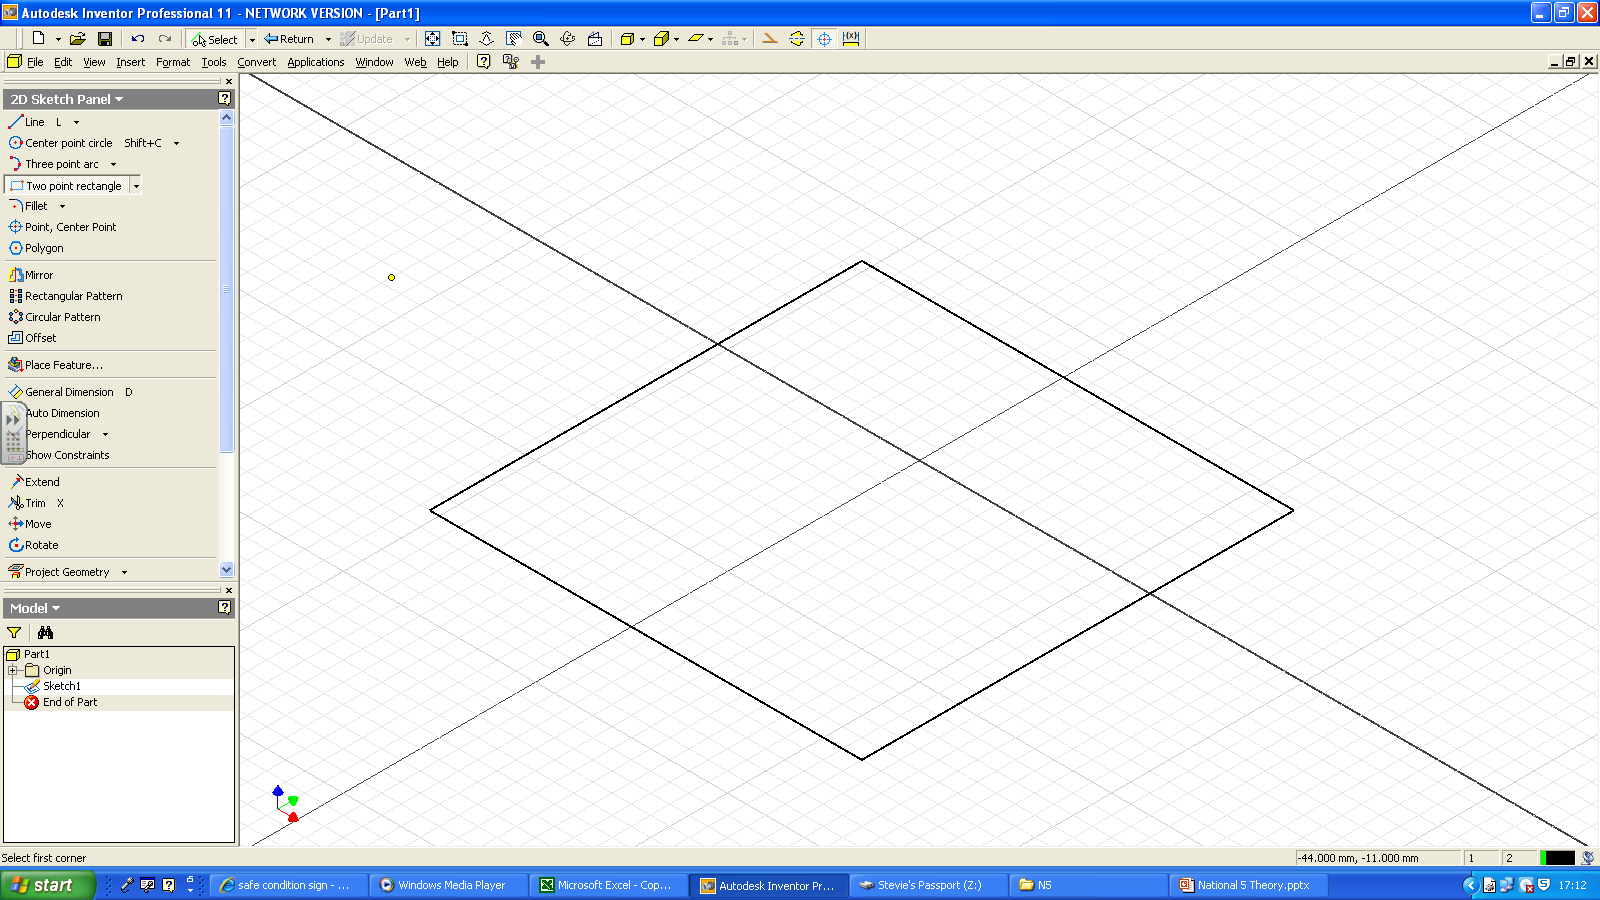 Autodesk Inventor Professional 11 - NETWORK VERSION - [Part1]
Select Return Update
File Edit View Insert Format Tools Convert Applications Window Web Help
2D Sketch Panel
Line L
Center point circle Shift+C
Three point arc
Two point rectangle
Fillet
Point, Center Point
Polygon
Mirror
Rectangular Pattern
Circular Pattern
Offset
Place Feature...
General Dimension D
Auto Dimension
Perpendicular
Show Constraints
Extend
Trim X
Move
Rotate
Project Geometry
Model
Part1
Origin
Sketch1
End of Part
Select first corner -44.000 mm, -11.000 mm 1 2
start safe condition sign - ... Windows Media Player Microsoft Excel - Cop... Autodesk Inventor Pr... Stevie's Passport (Z:) N5 National 5 Theory.pptx 17:12